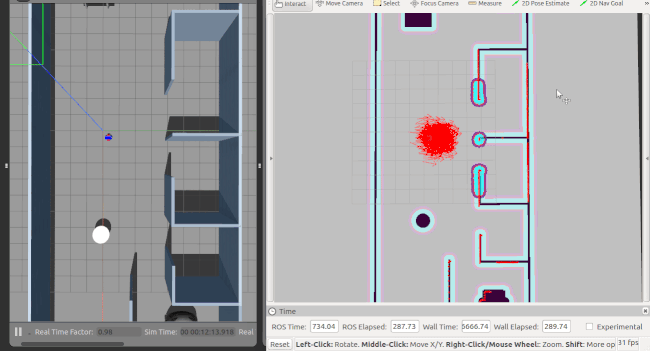 Interact Move Camera Select Focus Camera Measure 2D Pose Estimate 2D Nav Goal »
Real Time Factor: 0.98 Sim Time: 00 00:12:13.910 Real
Time
ROS Time: 734.04 ROS Elapsed: 287.73 Wall Time: 5666.74 Wall Elapsed: 289.74 Experimental
Reset Left-Click: Rotate. Middle-Click: Move X/Y. Right-Click/Mouse Wheel: Zoom. Shift: More op 31 fps